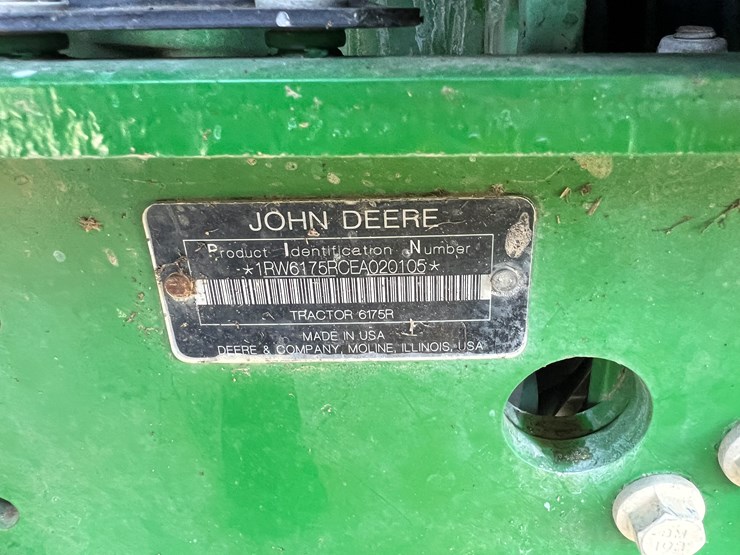 JOHN DEERE
Product Identification Number
*1RW6175RCEA020105*
TRACTOR 6175R
MADE IN USA
DEERE & COMPANY, MOLINE, ILLINOIS, USA